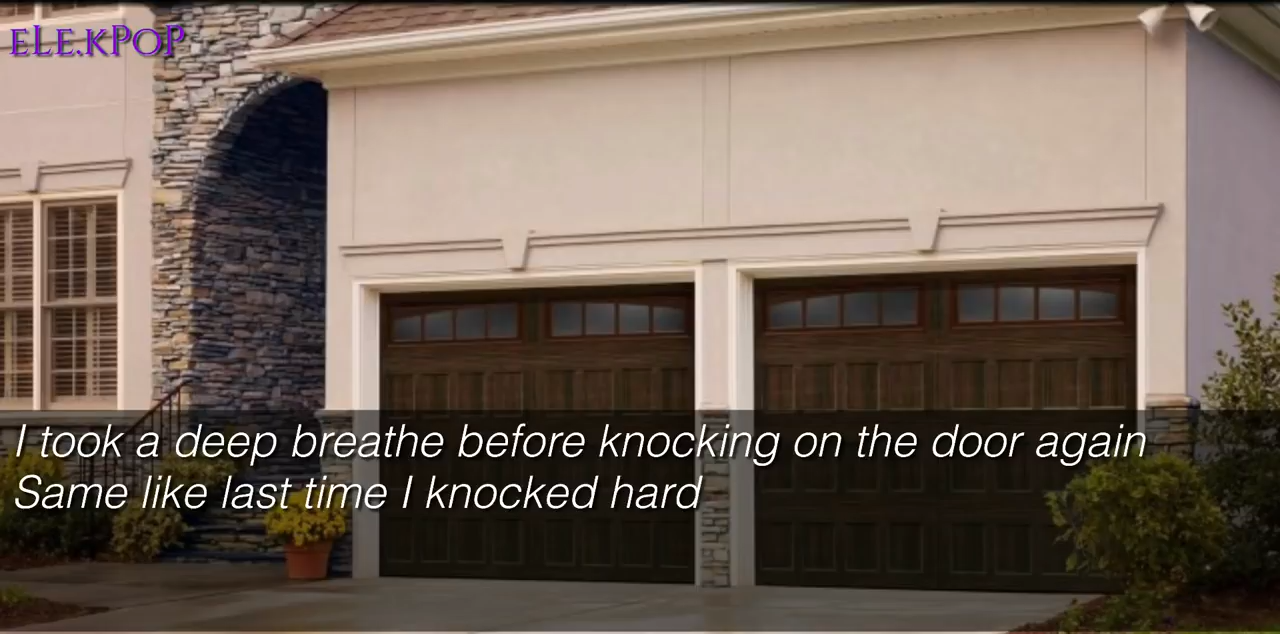 ELE.KPOP
I took a deep breathe before knocking on the door again
Same like last time I knocked hard